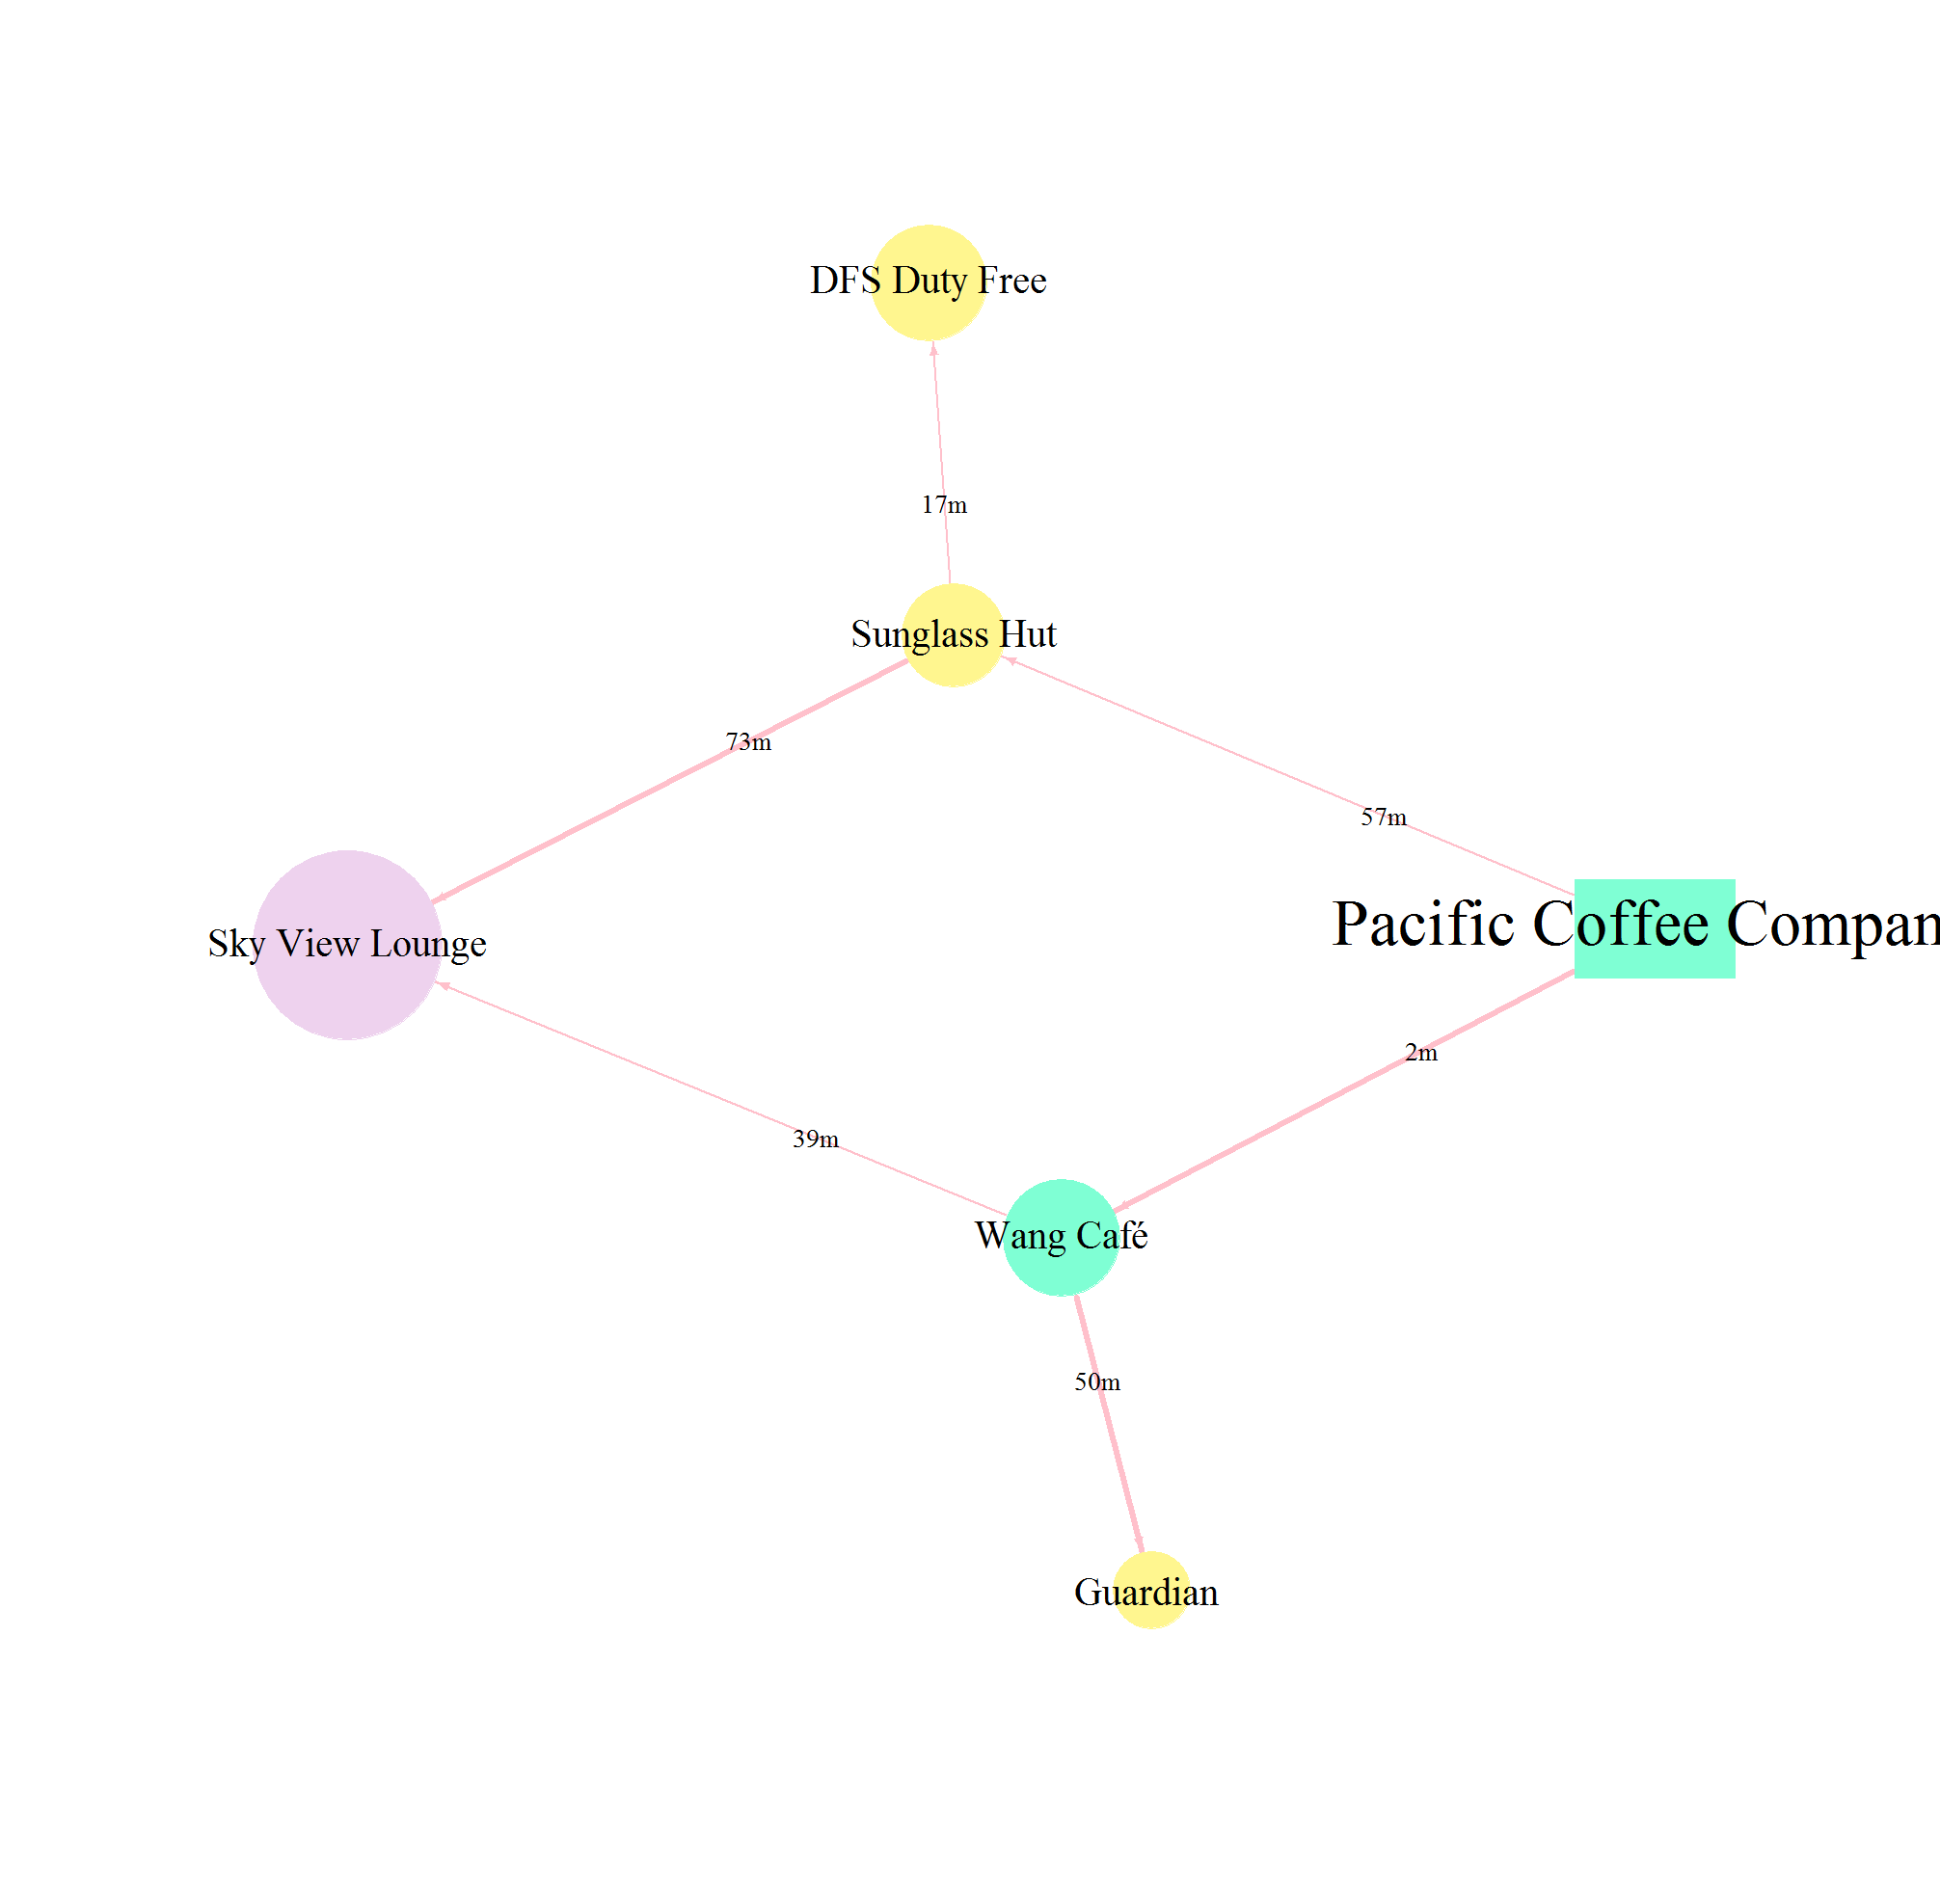 DFS Duty Free
17m
Sunglass Hut
73m
57m
Pacific Coffee Compan
Sky View Lounge
2m
39m
Wang Café
50m
Guardian